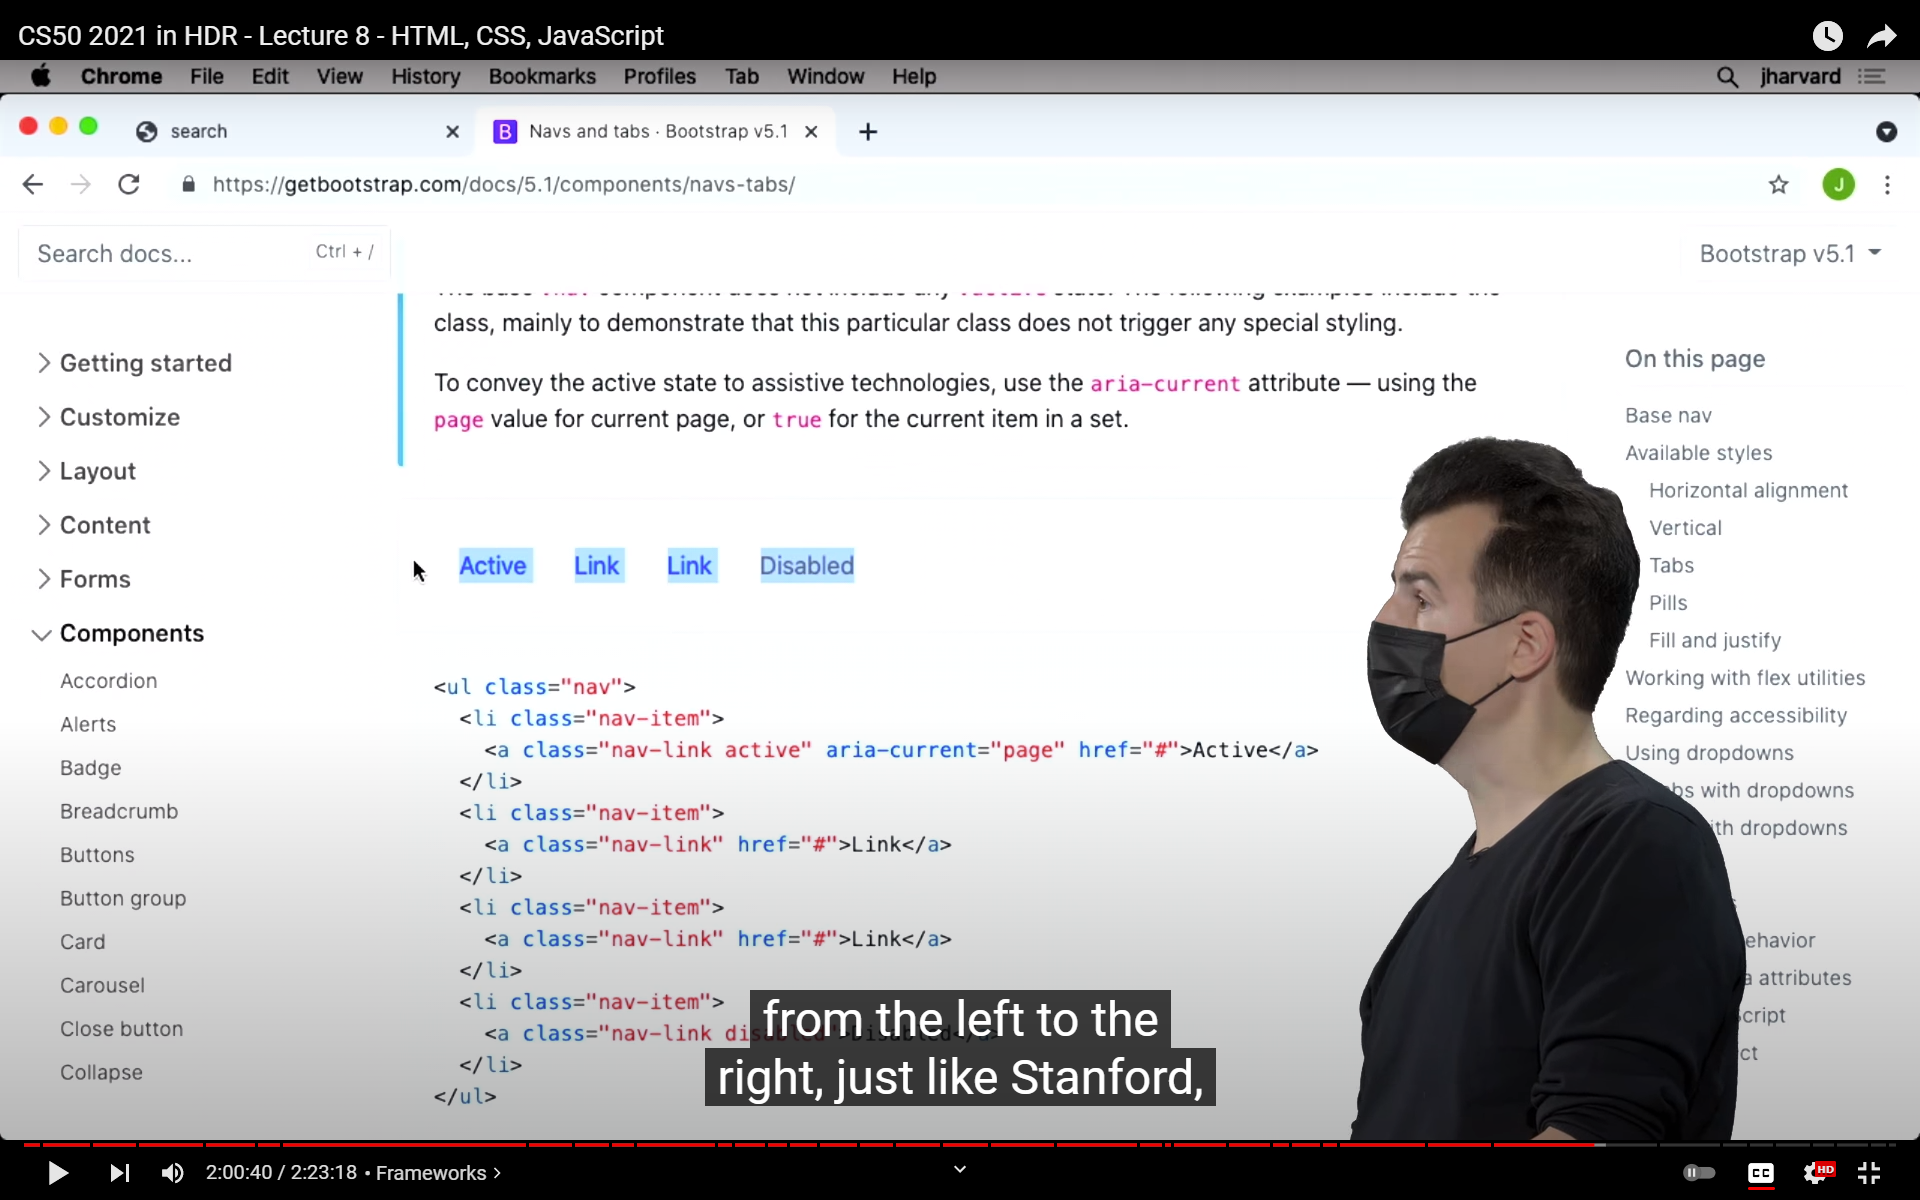 CS50 2021 in HDR - Lecture 8 - HTML, CSS, JavaScript
Chrome File Edit View History Bookmarks Profiles Tab Window Help jharvard
search Navs and tabs · Bootstrap v5.1
https://getbootstrap.com/docs/5.1/components/navs-tabs/
J
Search docs... Ctrl + /
Bootstrap v5.1
class, mainly to demonstrate that this particular class does not trigger any special styling.
To convey the active state to assistive technologies, use the aria-current attribute — using the
page value for current page, or true for the current item in a set.
Getting started
Customize
Layout
Content
Forms
Components
Accordion
Alerts
Badge
Breadcrumb
Buttons
Button group
Card
Carousel
Close button
Collapse
Active Link Link Disabled
<ul class="nav">
<li class="nav-item">
<a class="nav-link active" aria-current="page" href="#">Active</a>
</li>
<li class="nav-item">
<a class="nav-link" href="#">Link</a>
</li>
<li class="nav-item">
<a class="nav-link" href="#">Link</a>
</li>
<li class="nav-item">
<a class="nav-link
</li>
</ul>
On this page
Base nav
Available styles
Horizontal alignment
Vertical
Tabs
Pills
Fill and justify
Working with flex utilities
Regarding accessibility
Using dropdowns
with dropdowns
dropdowns
attributes
from the left to the
right, just like Stanford,
2:00:40 / 2:23:18 • Frameworks
CC
HD